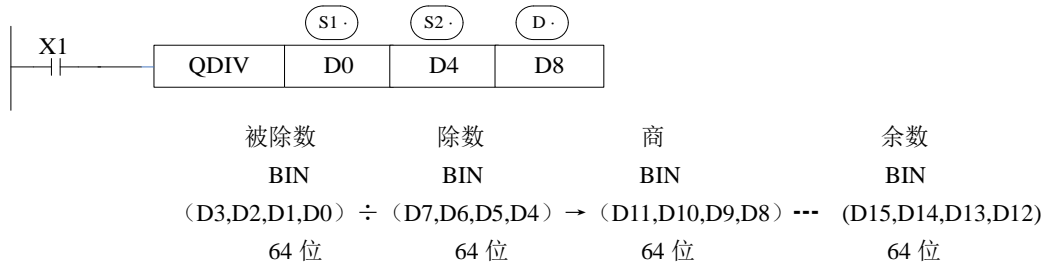 S1 · S2 · D ·
X1
QDIV D0 D4 D8
被除数 除数 商 余数
BIN BIN BIN BIN
（D3,D2,D1,D0）÷（D7,D6,D5,D4）→（D11,D10,D9,D8）--- (D15,D14,D13,D12)
64 位 64 位 64 位 64 位